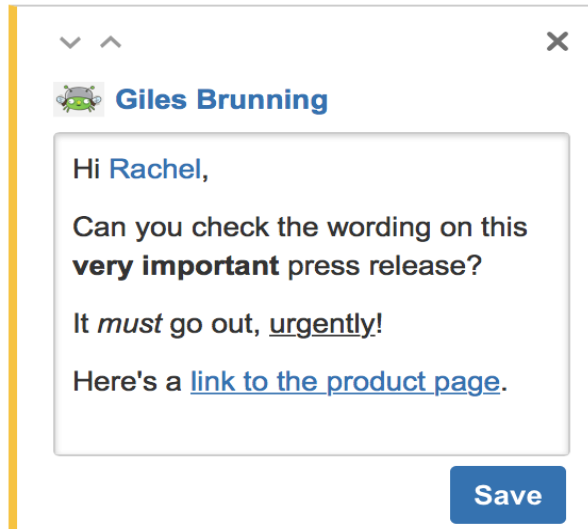 Giles Brunning
Hi Rachel,
Can you check the wording on this
very important press release?
It must go out, urgently!
Here's a link to the product page.
Save